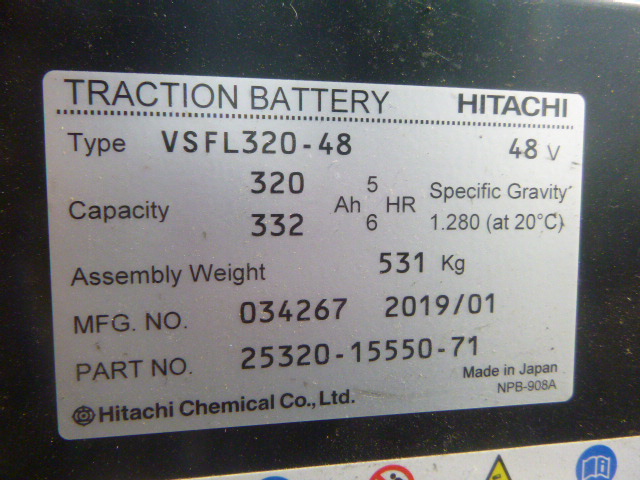 TRACTION BATTERY HITACHI
Type VSFL320-48 48 V
Capacity 320 Ah 5 HR Specific Gravity
332 6 1.280 (at 20°C)
Assembly Weight 531 Kg
MFG. NO. 034267 2019/01
PART NO. 25320-15550-71
Made in Japan
NPB-908A
Hitachi Chemical Co., Ltd.